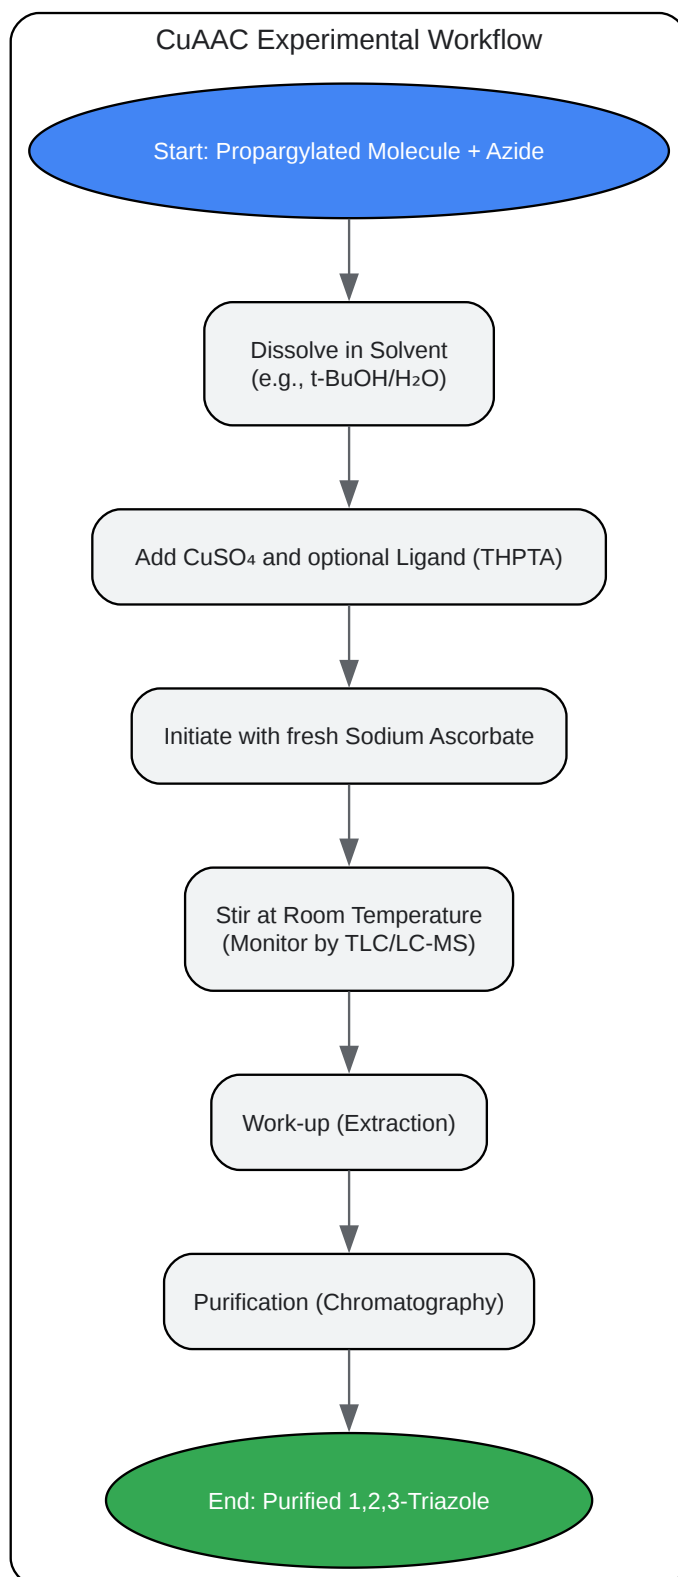 CuAAC Experimental Workflow
Start: Propargylated Molecule + Azide
Dissolve in Solvent
(e.g., t-BuOH/H₂O)
Add CuSO₄ and optional Ligand (THPTA)
Initiate with fresh Sodium Ascorbate
Stir at Room Temperature
(Monitor by TLC/LC-MS)
Work-up (Extraction)
Purification (Chromatography)
End: Purified 1,2,3-Triazole